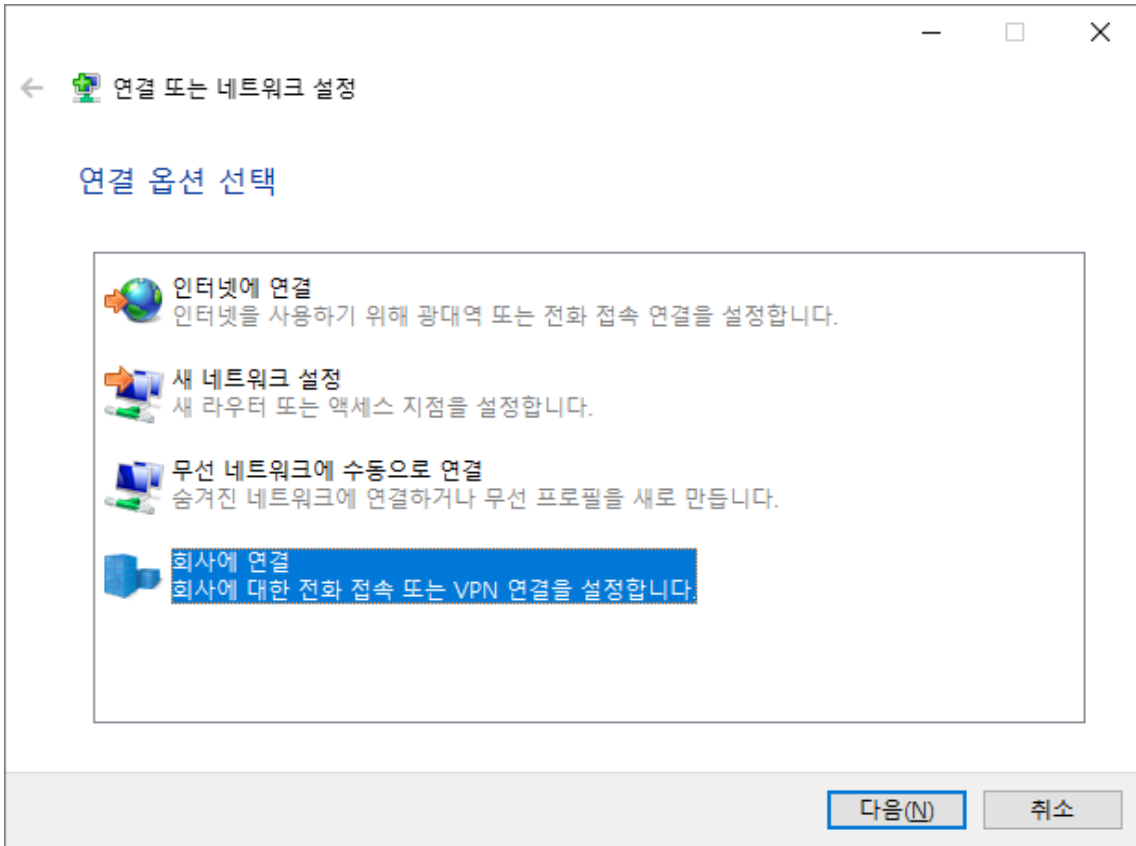 연결 또는 네트워크 설정
연결 옵션 선택
인터넷에 연결
인터넷을 사용하기 위해 광대역 또는 전화 접속 연결을 설정합니다.
새 네트워크 설정
새 라우터 또는 액세스 지점을 설정합니다.
무선 네트워크에 수동으로 연결
숨겨진 네트워크에 연결하거나 무선 프로필을 새로 만듭니다.
회사에 연결
회사에 대한 전화 접속 또는 VPN 연결을 설정합니다.
다음(N)
취소